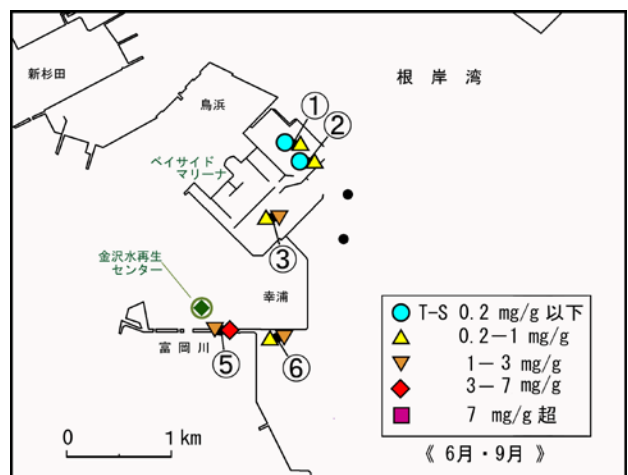 新杉田
根 岸 湾
鳥浜
①
②
ベイサイド
マリーナ
③
金沢水再生
センター
幸浦
富 岡 川
⑤
⑥
T-S 0.2 mg/g 以下
0.2－1 mg/g
1－3 mg/g
3－7 mg/g
7 mg/g 超
0 1km
《 6月・9月 》